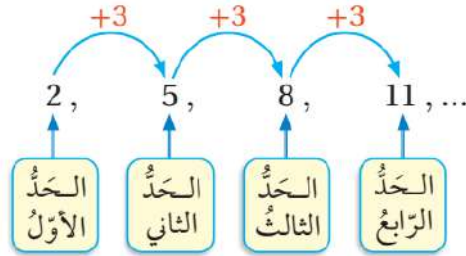 +3 +3 +3
2 , 5 , 8 , 11 , ...
الحَدُّ الأوّلُ
الحَدُّ الثاني
الحَدُّ الثالثُ
الحَدُّ الرّابعُ